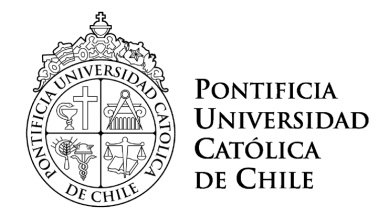 PONTIFICIA UNIVERSIDAD CATOLICA
DE CHILE
PONTIFICIA
UNIVERSIDAD
CATÓLICA
DE CHILE